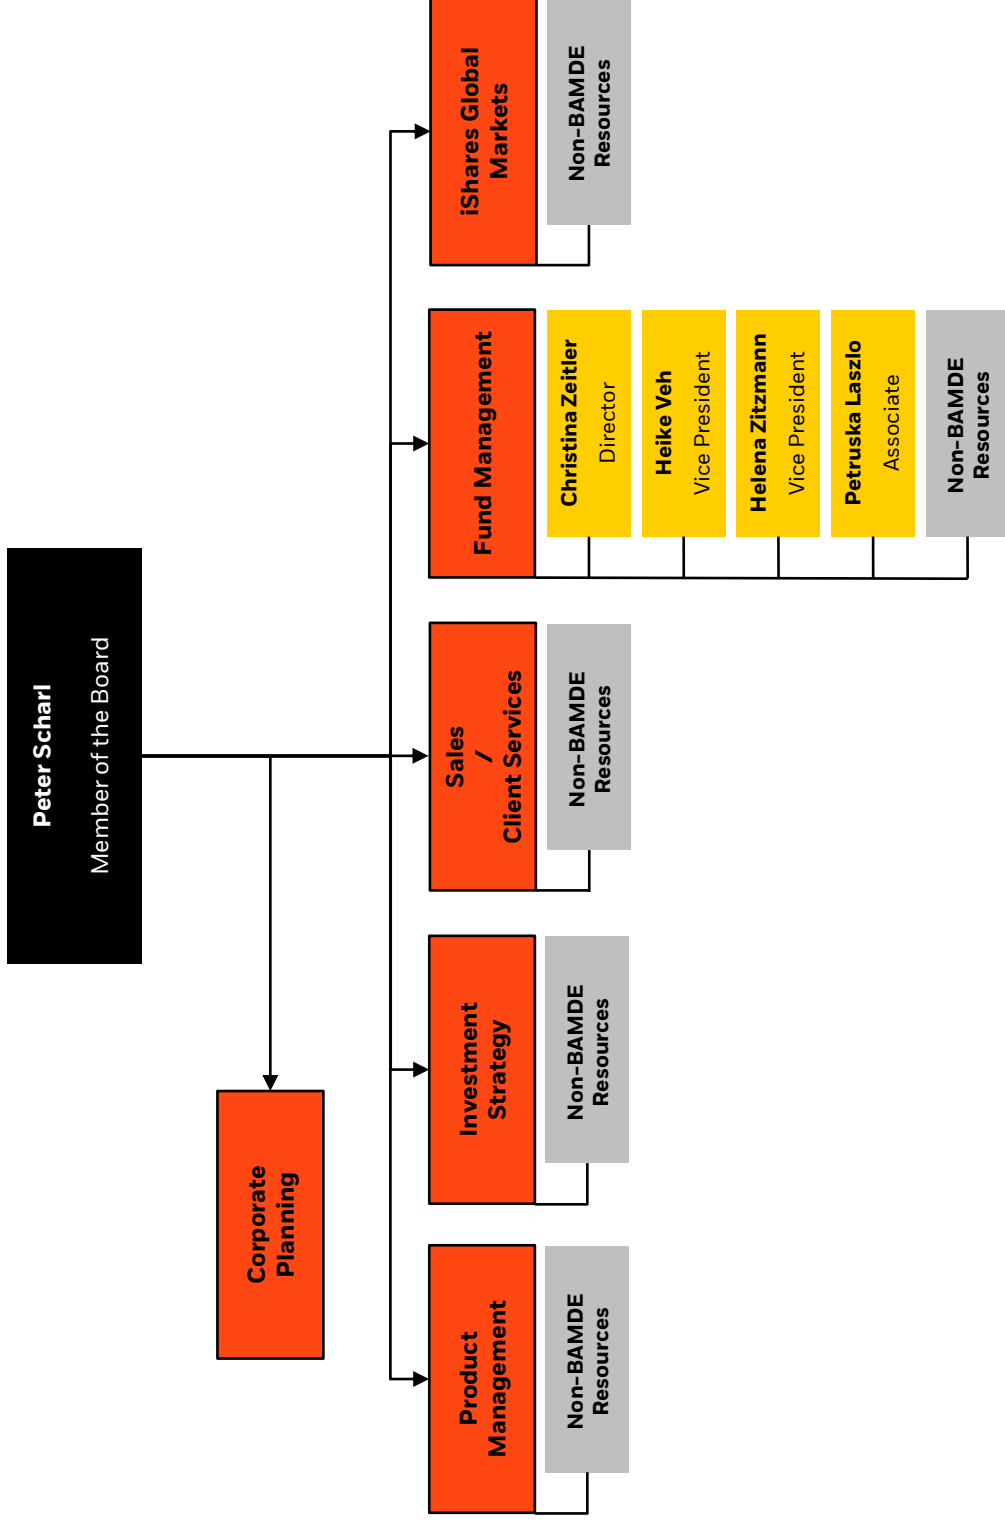 Peter Scharl
Member of the Board
Corporate
Planning
Product
Management
Non-BAMDE
Resources
Investment
Strategy
Non-BAMDE
Resources
Sales
/
Client Services
Non-BAMDE
Resources
Fund Management
Christina Zeitler
Director
Heike Veh
Vice President
Helena Zitzmann
Vice President
Petruska Laszlo
Associate
Non-BAMDE
Resources
iShares Global
Markets
Non-BAMDE
Resources